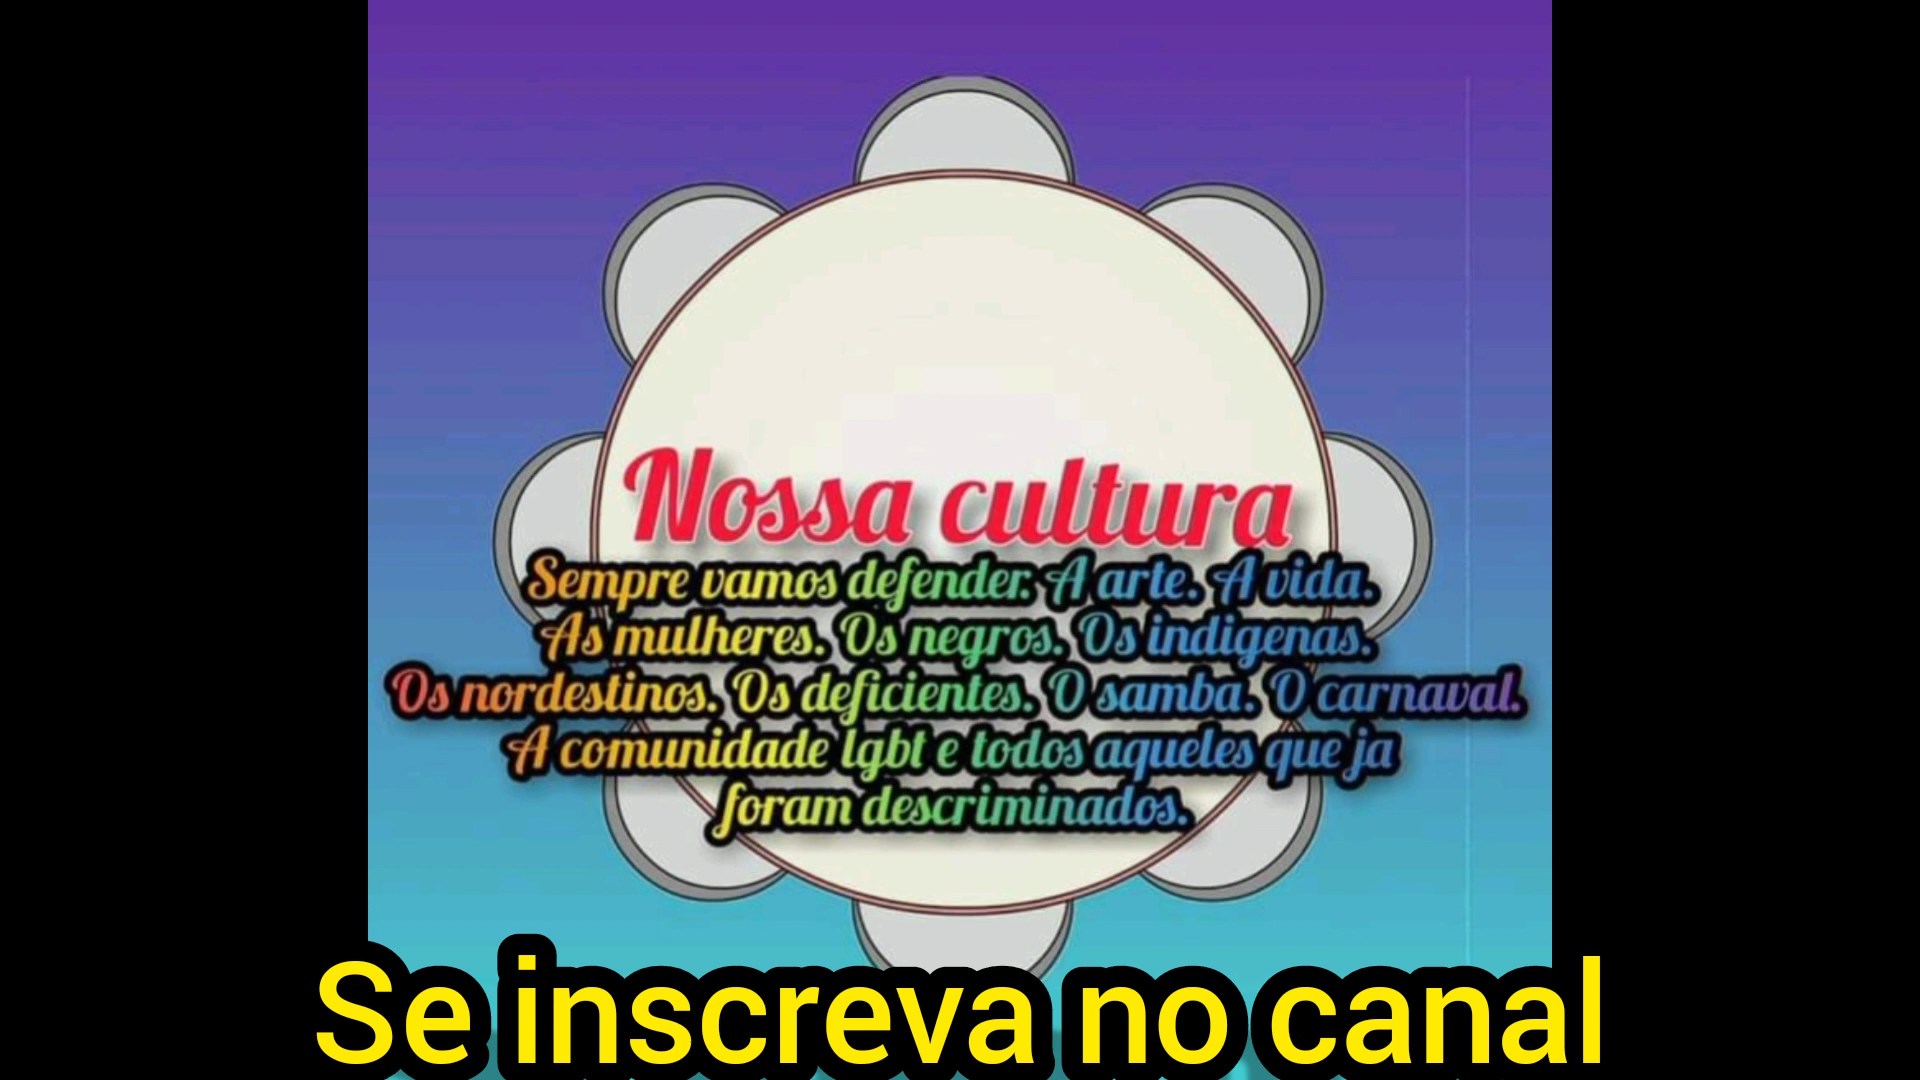 Nossa cultura
Sempre vamos defender. A arte. A vida.
As mulheres. Os negros. Os indigenas.
Os nordestinos. Os deficientes. O samba. O carnaval.
A comunidade lgbt e todos aqueles que ja
foram descriminados.
Se inscreva no canal